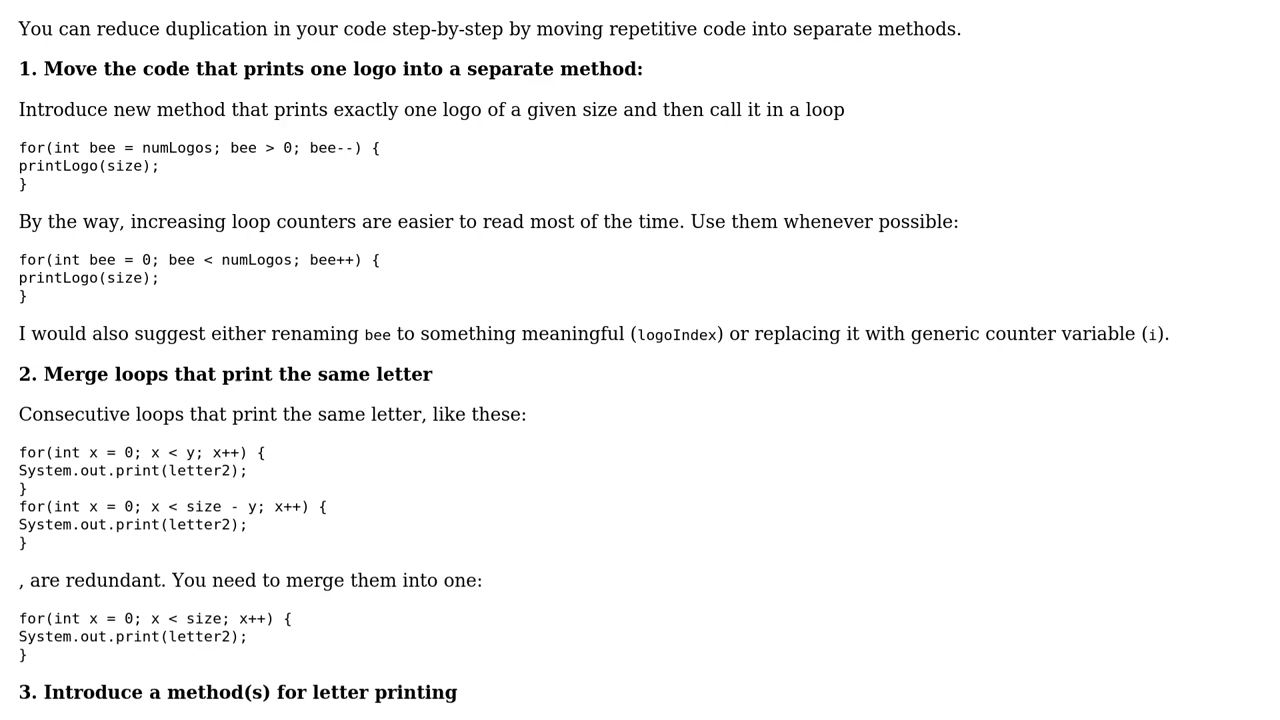 You can reduce duplication in your code step-by-step by moving repetitive code into separate methods.
1. Move the code that prints one logo into a separate method:
Introduce new method that prints exactly one logo of a given size and then call it in a loop
for(int bee = numLogos; bee > 0; bee--) {
printLogo(size);
}
By the way, increasing loop counters are easier to read most of the time. Use them whenever possible:
for(int bee = 0; bee < numLogos; bee++) {
printLogo(size);
}
I would also suggest either renaming bee to something meaningful (logoIndex) or replacing it with generic counter variable (i).
2. Merge loops that print the same letter
Consecutive loops that print the same letter, like these:
for(int x = 0; x < y; x++) {
System.out.print(letter2);
}
for(int x = 0; x < size - y; x++) {
System.out.print(letter2);
}
, are redundant. You need to merge them into one:
for(int x = 0; x < size; x++) {
System.out.print(letter2);
}
3. Introduce a method(s) for letter printing